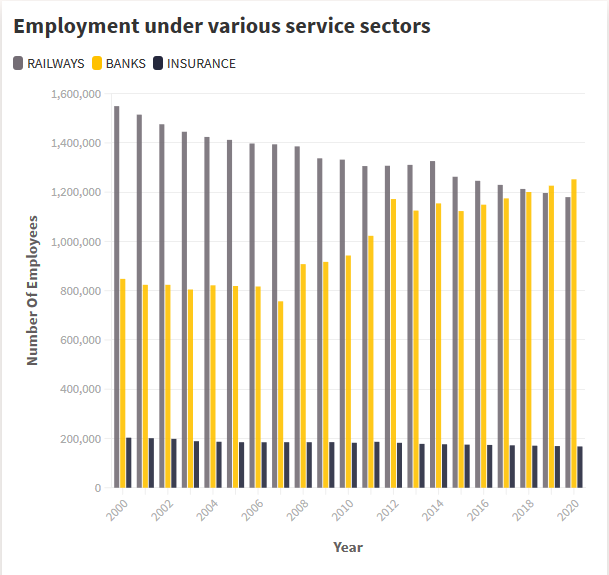 Employment under various service sectors
RAILWAYS BANKS INSURANCE
1,600,000
1,400,000
1,200,000
1,000,000
800,000
600,000
400,000
200,000
0
Number Of Employees
2000 2002 2004 2006 2008 2010 2012 2014 2016 2018 2020
Year